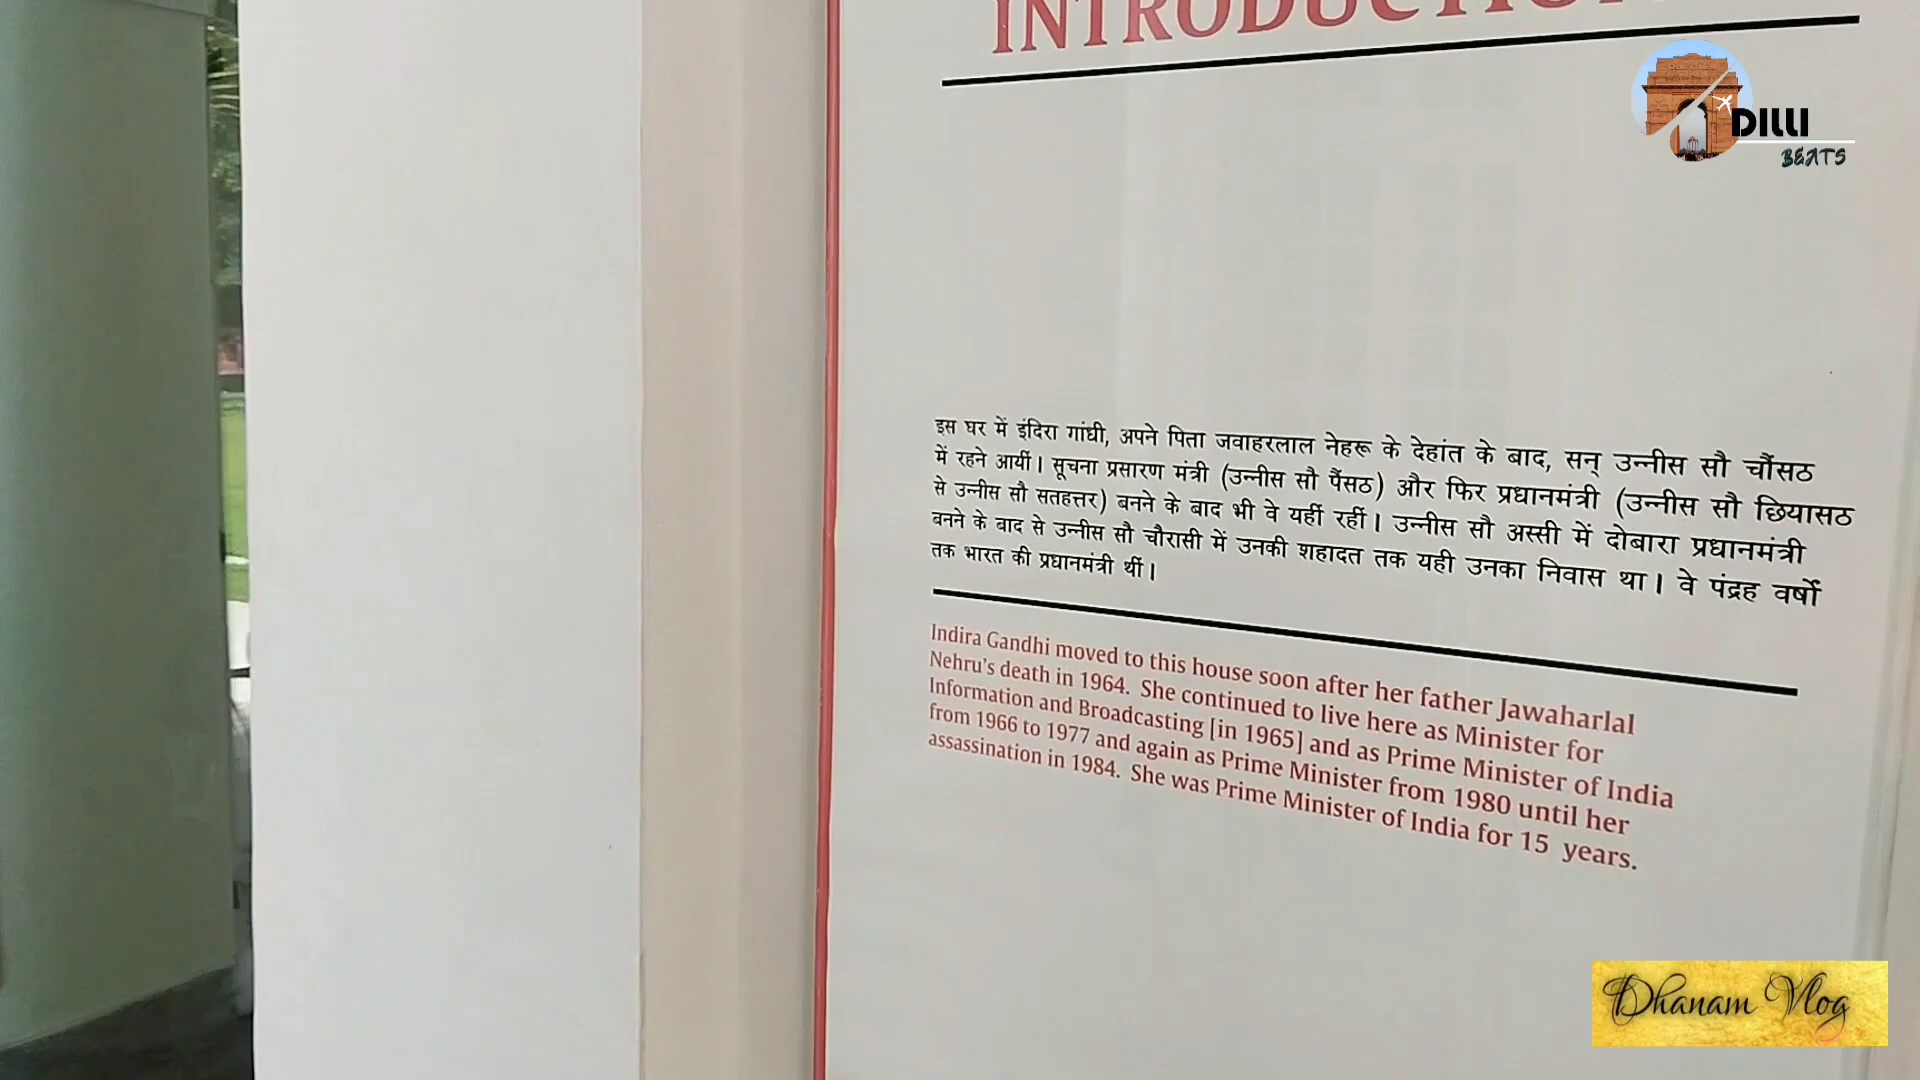 INTRODUCTION
DILLI
BEATS
इस घर में इंदिरा गांधी, अपने पिता जवाहरलाल नेहरू के देहांत के बाद, सन् उन्नीस सौ चौंसठ
में रहने आयीं। सूचना प्रसारण मंत्री (उन्नीस सौ पैंसठ) और फिर प्रधानमंत्री (उन्नीस सौ छियासठ
से उन्नीस सौ सतहत्तर) बनने के बाद भी वे यहीं रहीं। उन्नीस सौ अस्सी में दोबारा प्रधानमंत्री
बनने के बाद से उन्नीस सौ चौरासी में उनकी शहादत तक यही उनका निवास था। वे पंद्रह वर्षों
तक भारत की प्रधानमंत्री थीं।
Indira Gandhi moved to this house soon after her father Jawaharlal
Nehru's death in 1964. She continued to live here as Minister for
Information and Broadcasting [in 1965] and as Prime Minister of India
from 1966 to 1977 and again as Prime Minister from 1980 until her
assassination in 1984. She was Prime Minister of India for 15 years.
Dhanam Vlog